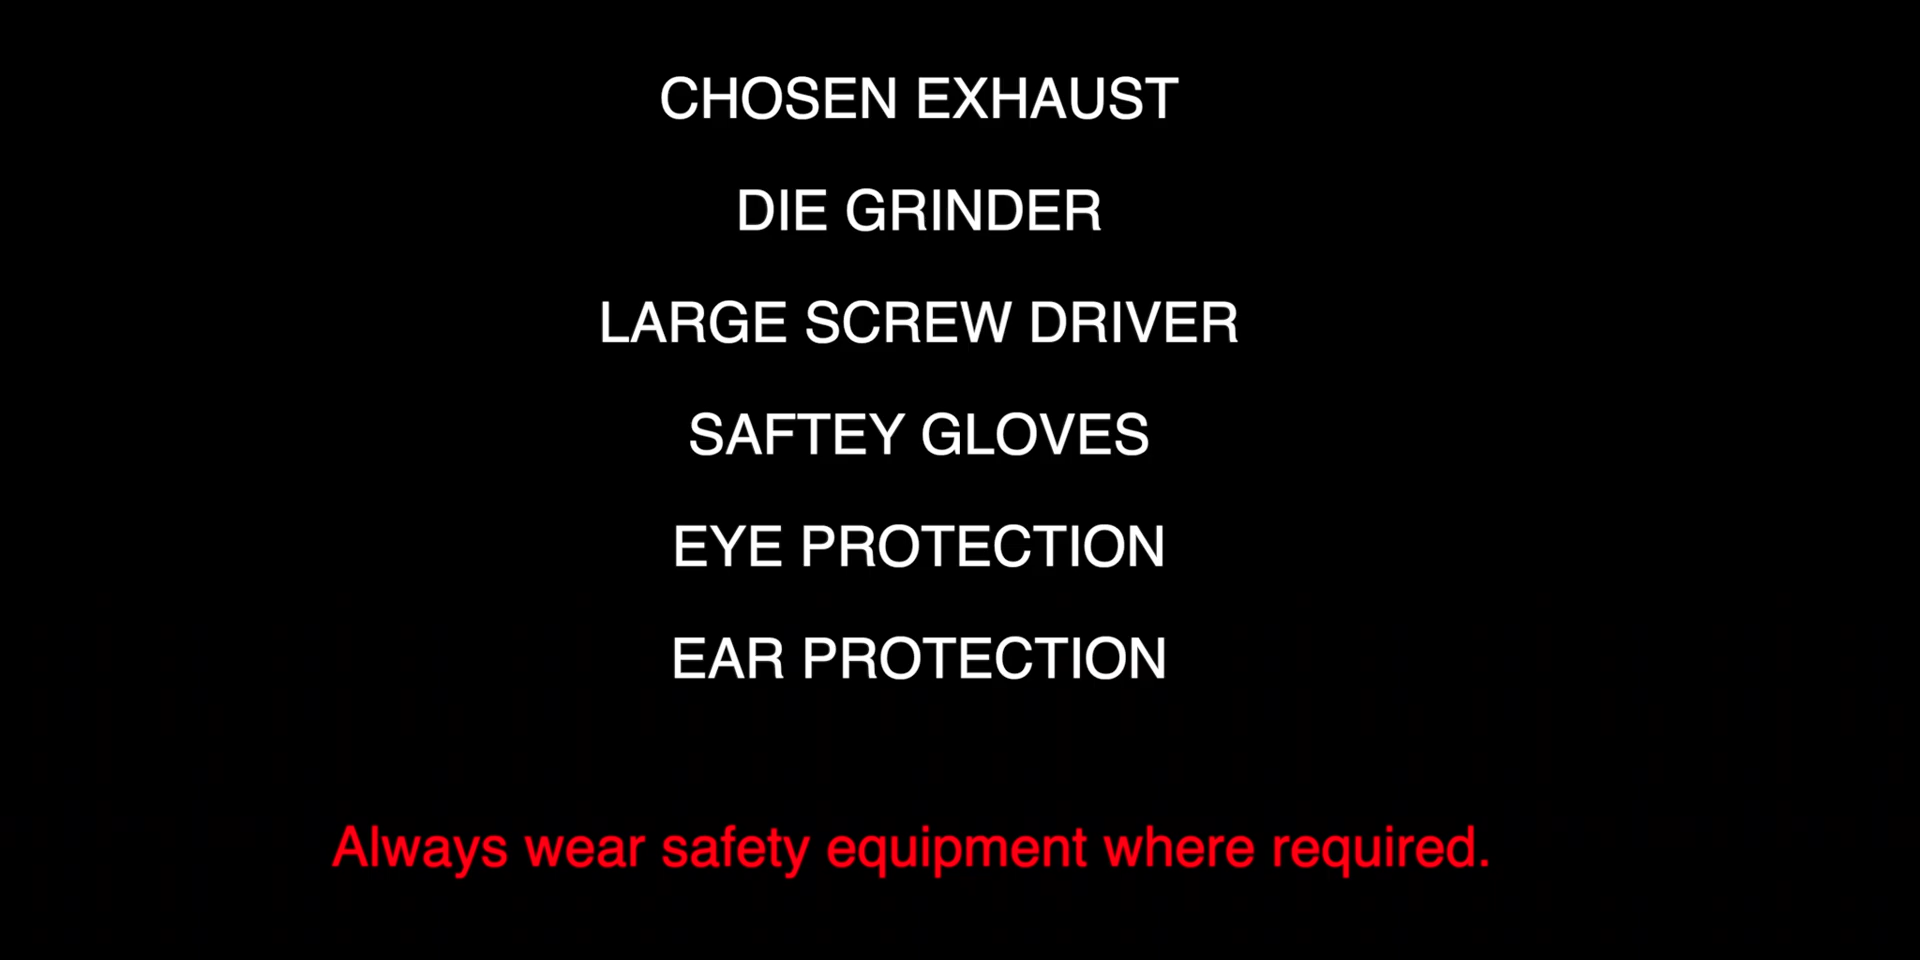 CHOSEN EXHAUST
DIE GRINDER
LARGE SCREW DRIVER
SAFTEY GLOVES
EYE PROTECTION
EAR PROTECTION
Always wear safety equipment where required.